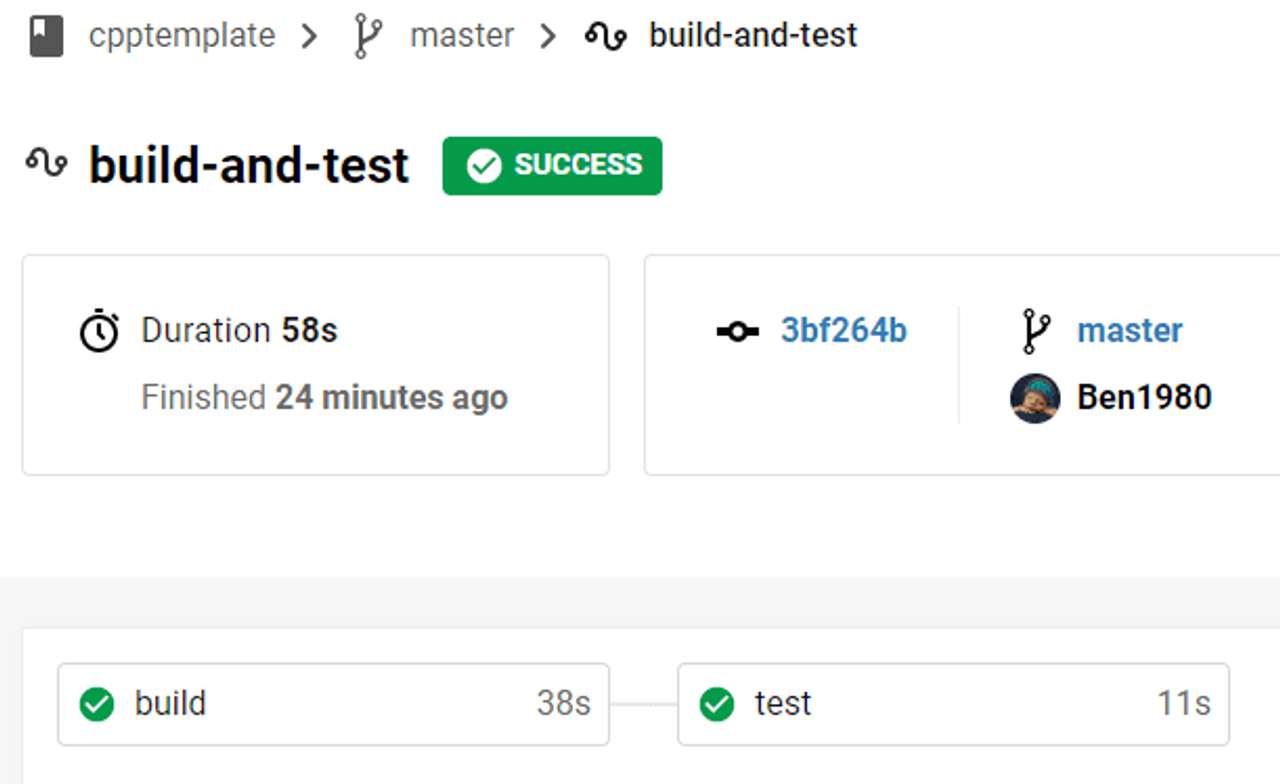 cpptemplate master build-and-test
build-and-test SUCCESS
Duration 58s
Finished 24 minutes ago
3bf264b
master
Ben1980
build 38s
test 11s